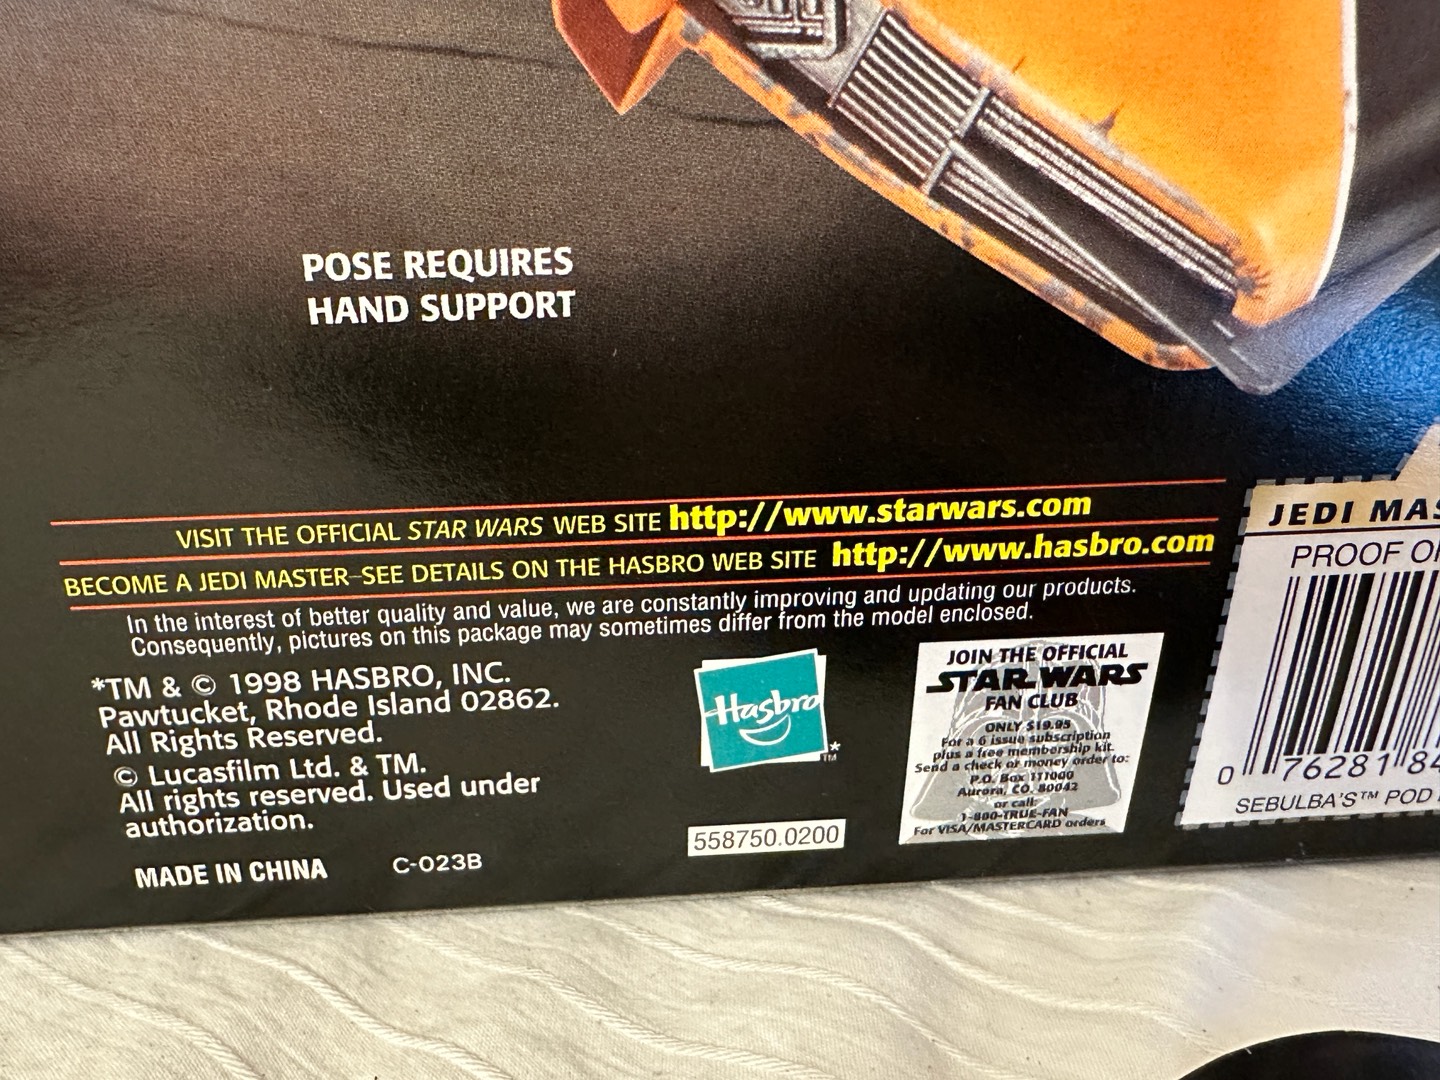 POSE REQUIRES
HAND SUPPORT
VISIT THE OFFICIAL STAR WARS WEB SITE http://www.starwars.com
BECOME A JEDI MASTER–SEE DETAILS ON THE HASBRO WEB SITE http://www.hasbro.com
In the interest of better quality and value, we are constantly improving and updating our products.
Consequently, pictures on this package may sometimes differ from the model enclosed.
*TM & © 1998 HASBRO, INC.
Pawtucket, Rhode Island 02862.
All Rights Reserved.
© Lucasfilm Ltd. & TM.
All rights reserved. Used under
authorization.
MADE IN CHINA C-023B
Hasbro
*
TM
558750.0200
JOIN THE OFFICIAL
STAR WARS
FAN CLUB
ONLY $19.95
For a 6 issue subscription
plus a free membership kit.
Send a check or money order to:
P.O. Box 111000
Aurora, CO. 80042
or call:
1-800-TRUE-FAN
For VISA/MASTERCARD orders
JEDI MAS
PROOF O
0 76281 84
SEBULBA'S™ POD